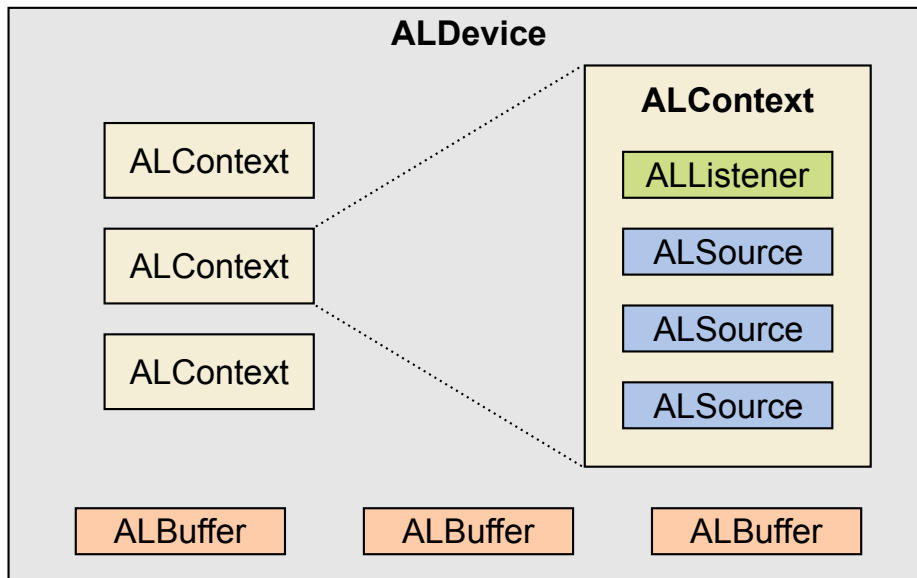 ALDevice
ALContext
ALContext
ALContext
ALContext
ALListener
ALSource
ALSource
ALSource
ALBuffer ALBuffer ALBuffer